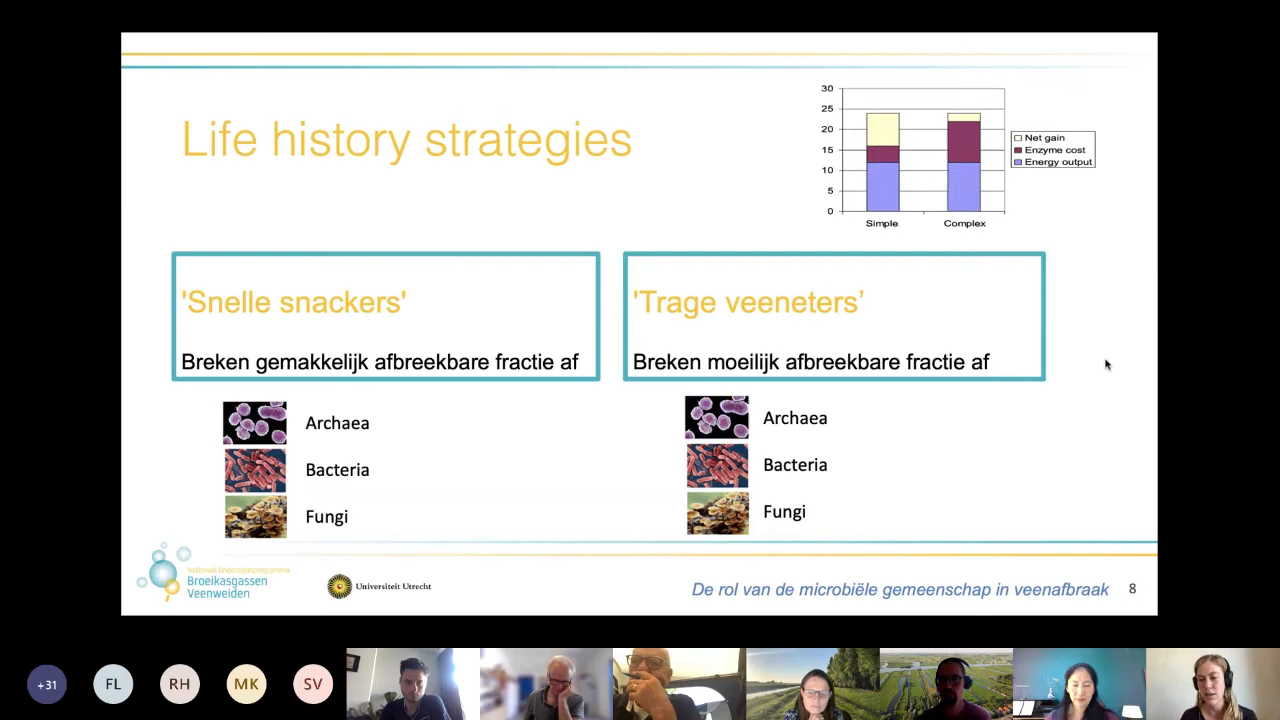 Life history strategies
30
25
20
15
10
5
0
Simple
Complex
Net gain
Enzyme cost
Energy output
'Snelle snackers'
Breken gemakkelijk afbreekbare fractie af
'Trage veeneters’
Breken moeilijk afbreekbare fractie af
Archaea
Bacteria
Fungi
Archaea
Bacteria
Fungi
Nationaal Onderzoeksprogramma
Broeikasgassen
Veenweiden
Universiteit Utrecht
De rol van de microbiële gemeenschap in veenafbraak
8
+31
FL
RH
MK
SV